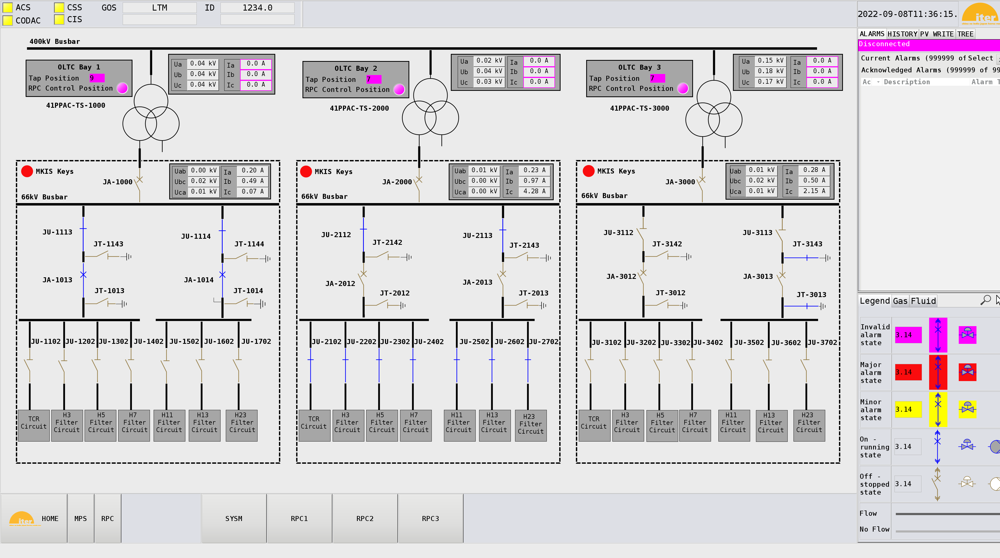 ACS CSS GOS LTM ID 1234.0
CODAC CIS
2022-09-08T11:36:15.
iter
ALARMS HISTORY PV WRITE TREE
Disconnected
Current Alarms (999999 of Select
Acknowledged Alarms (999999 of 99
Ac Description Alarm T
400kV Busbar
OLTC Bay 1
Tap Position 9
RPC Control Position
41PPAC-TS-1000
Ua 0.04 kV Ia 0.0 A
Ub 0.04 kV Ib 0.0 A
Uc 0.04 kV Ic 0.0 A
OLTC Bay 2
Tap Position 7
RPC Control Position
41PPAC-TS-2000
Ua 0.02 kV Ia 0.0 A
Ub 0.04 kV Ib 0.0 A
Uc 0.03 kV Ic 0.0 A
OLTC Bay 3
Tap Position 7
RPC Control Position
41PPAC-TS-3000
Ua 0.15 kV Ia 0.0 A
Ub 0.18 kV Ib 0.0 A
Uc 0.17 kV Ic 0.0 A
MKIS Keys
JA-1000
66kV Busbar
Uab 0.00 kV Ia 0.20 A
Ubc 0.02 kV Ib 0.49 A
Uca 0.01 kV Ic 0.07 A
JU-1113 JU-1114
JT-1143 JT-1144
JA-1013 JA-1014
JT-1013 JT-1014
JU-1102 JU-1202 JU-1302 JU-1402 JU-1502 JU-1602 JU-1702
TCR Circuit
H3 Filter Circuit
H5 Filter Circuit
H7 Filter Circuit
H11 Filter Circuit
H13 Filter Circuit
H23 Filter Circuit
MKIS Keys
JA-2000
66kV Busbar
Uab 0.01 kV Ia 0.23 A
Ubc 0.00 kV Ib 0.97 A
Uca 0.00 kV Ic 4.28 A
JU-2112 JU-2113
JT-2142 JT-2143
JA-2012 JA-2013
JT-2012 JT-2013
JU-2102 JU-2202 JU-2302 JU-2402 JU-2502 JU-2602 JU-2702
TCR Circuit
H3 Filter Circuit
H5 Filter Circuit
H7 Filter Circuit
H11 Filter Circuit
H13 Filter Circuit
H23 Filter Circuit
MKIS Keys
JA-3000
66kV Busbar
Uab 0.01 kV Ia 0.28 A
Ubc 0.02 kV Ib 0.50 A
Uca 0.01 kV Ic 2.15 A
JU-3112 JU-3113
JT-3142 JT-3143
JA-3012 JA-3013
JT-3012 JT-3013
JU-3102 JU-3202 JU-3302 JU-3402 JU-3502 JU-3602 JU-3702
TCR Circuit
H3 Filter Circuit
H5 Filter Circuit
H7 Filter Circuit
H11 Filter Circuit
H13 Filter Circuit
H23 Filter Circuit
Legend Gas Fluid
Invalid alarm state 3.14
Major alarm state 3.14
Minor alarm state 3.14
On - running state 3.14
Off - stopped state 3.14
Flow
No Flow
iter HOME MPS RPC SYSM RPC1 RPC2 RPC3